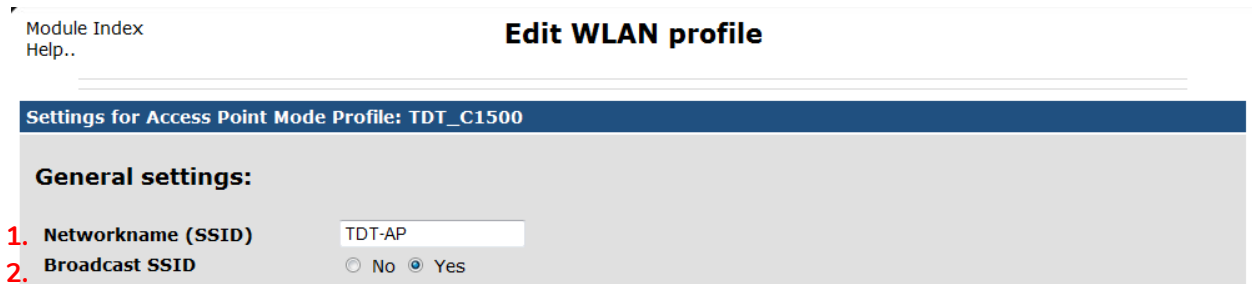 Module Index
Help..
Edit WLAN profile
Settings for Access Point Mode Profile: TDT_C1500
General settings:
1. Networkname (SSID) TDT-AP
2. Broadcast SSID No Yes